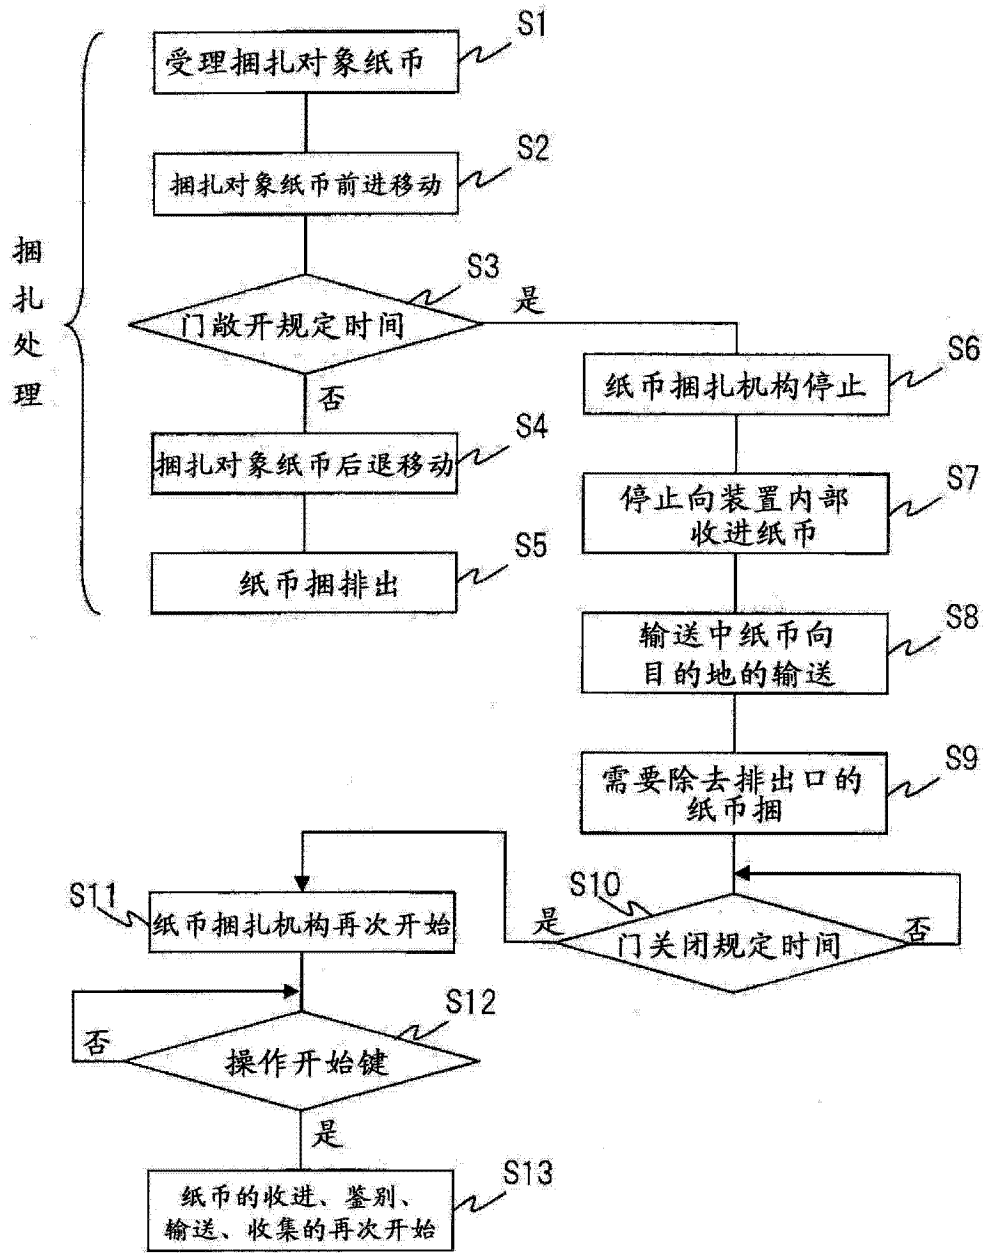 捆扎处理
S1
受理捆扎对象纸币
S2
捆扎对象纸币前进移动
S3
门敞开规定时间
是
否
S4
捆扎对象纸币后退移动
S5
纸币捆排出
S6
纸币捆扎机构停止
S7
停止向装置内部
收进纸币
S8
输送中纸币向
目的地的输送
S9
需要除去排出口的
纸币捆
S10
门关闭规定时间
是
否
S11
纸币捆扎机构再次开始
S12
操作开始键
否
是
S13
纸币的收进、鉴别、
输送、收集的再次开始